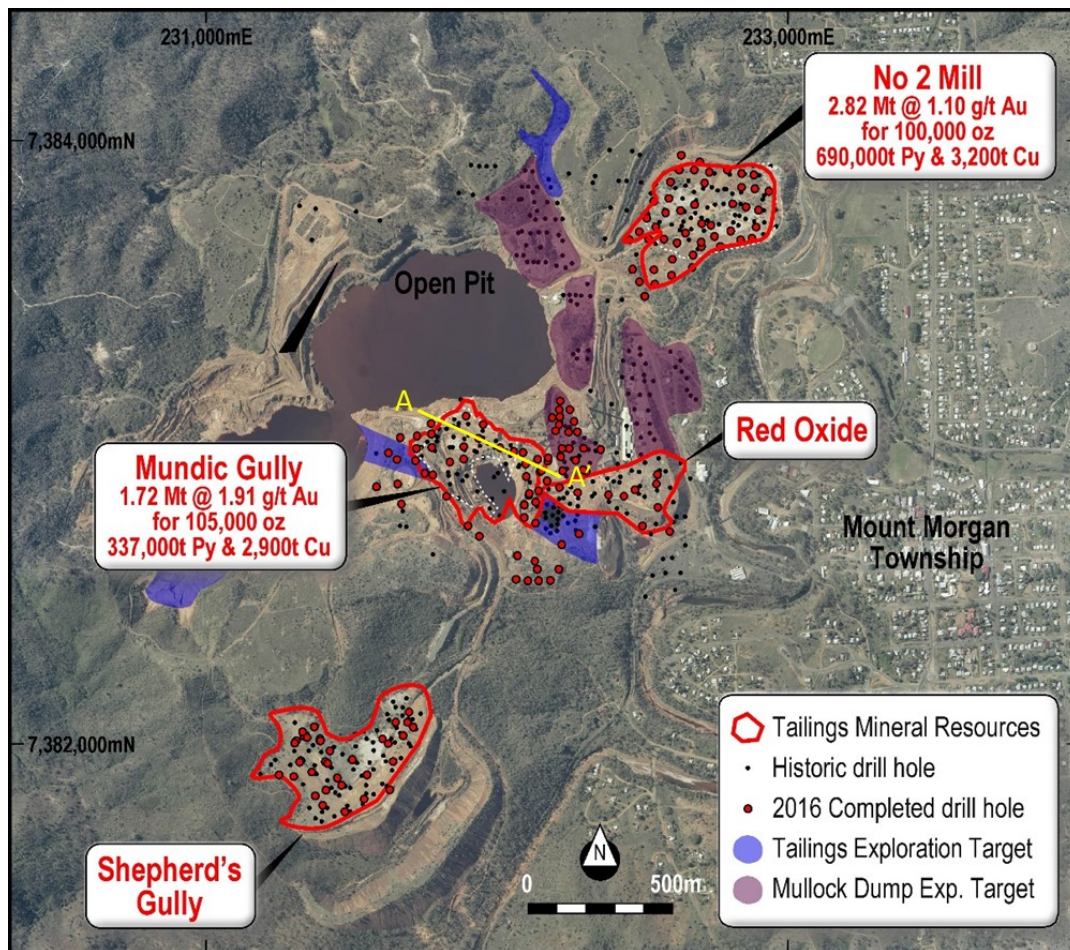 231,000mE
233,000mE
7,384,000mN
No 2 Mill
2.82 Mt @ 1.10 g/t Au
for 100,000 oz
690,000t Py & 3,200t Cu
Open Pit
A
A'
Red Oxide
Mundic Gully
1.72 Mt @ 1.91 g/t Au
for 105,000 oz
337,000t Py & 2,900t Cu
Mount Morgan
Township
7,382,000mN
Shepherd's
Gully
Tailings Mineral Resources
Historic drill hole
2016 Completed drill hole
Tailings Exploration Target
Mullock Dump Exp. Target
N
0
500m